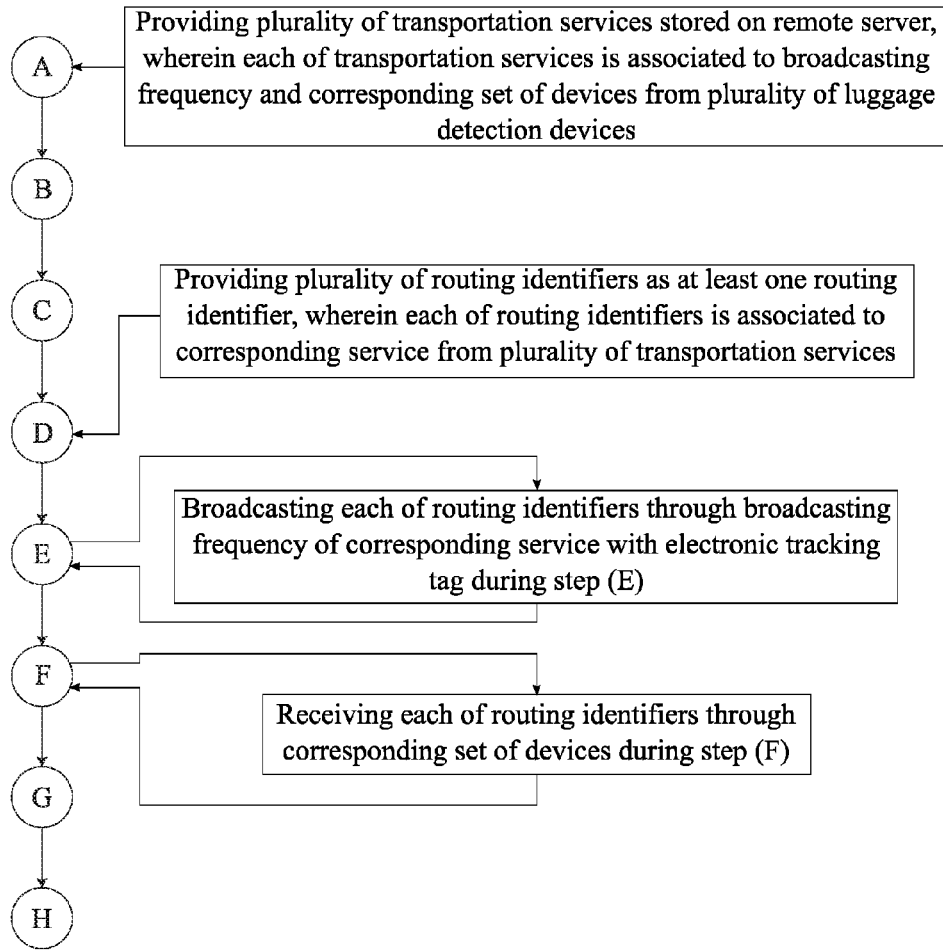 A
Providing plurality of transportation services stored on remote server,
wherein each of transportation services is associated to broadcasting
frequency and corresponding set of devices from plurality of luggage
detection devices
B
C
Providing plurality of routing identifiers as at least one routing
identifier, wherein each of routing identifiers is associated to
corresponding service from plurality of transportation services
D
E
Broadcasting each of routing identifiers through broadcasting
frequency of corresponding service with electronic tracking
tag during step (E)
F
Receiving each of routing identifiers through
corresponding set of devices during step (F)
G
H